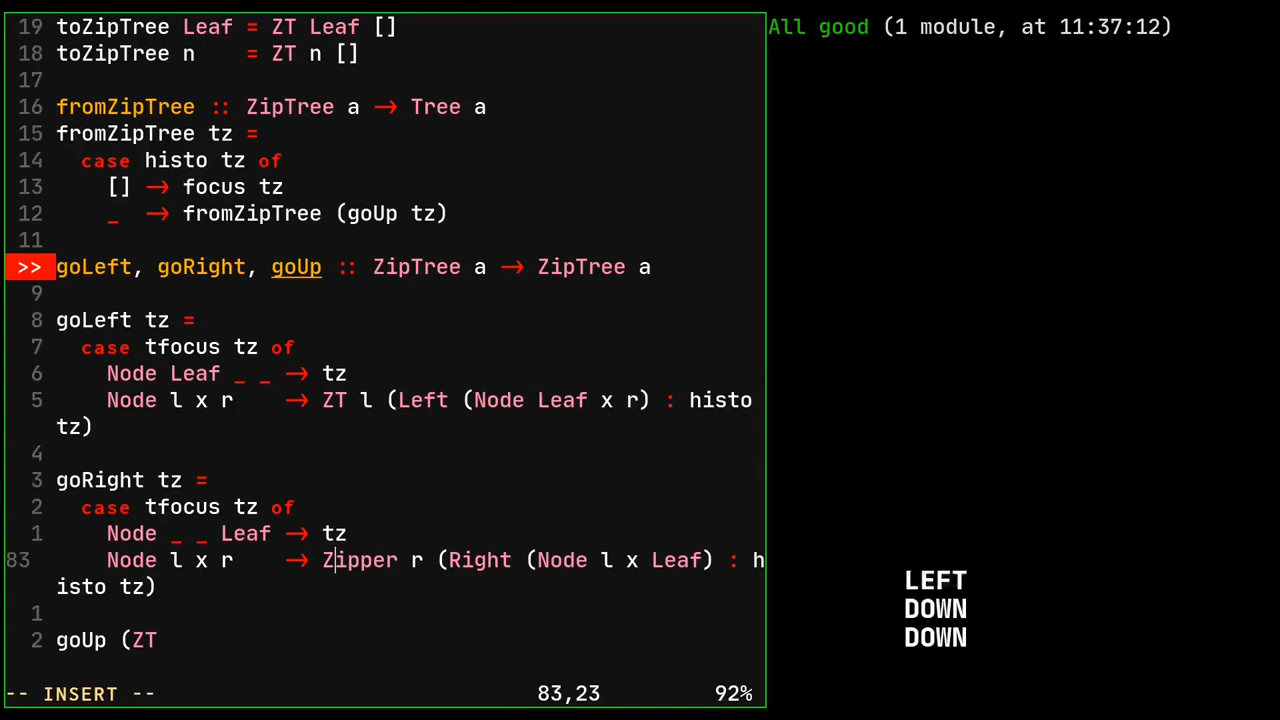 19 toZipTree Leaf = ZT Leaf []
18 toZipTree n    = ZT n []
17
16 fromZipTree :: ZipTree a → Tree a
15 fromZipTree tz =
14   case histo tz of
13     [] → focus tz
12     _  → fromZipTree (goUp tz)
11
>> goLeft, goRight, goUp :: ZipTree a → ZipTree a
9
8 goLeft tz =
7   case tfocus tz of
6     Node Leaf _ _ → tz
5     Node l x r    → ZT l (Left (Node Leaf x r) : histo
tz)
4
3 goRight tz =
2   case tfocus tz of
1     Node _ _ Leaf → tz
83     Node l x r    → Zipper r (Right (Node l x Leaf) : h
isto tz)
1
2 goUp (ZT
-- INSERT -- 83,23 92%
All good (1 module, at 11:37:12)
LEFT
DOWN
DOWN